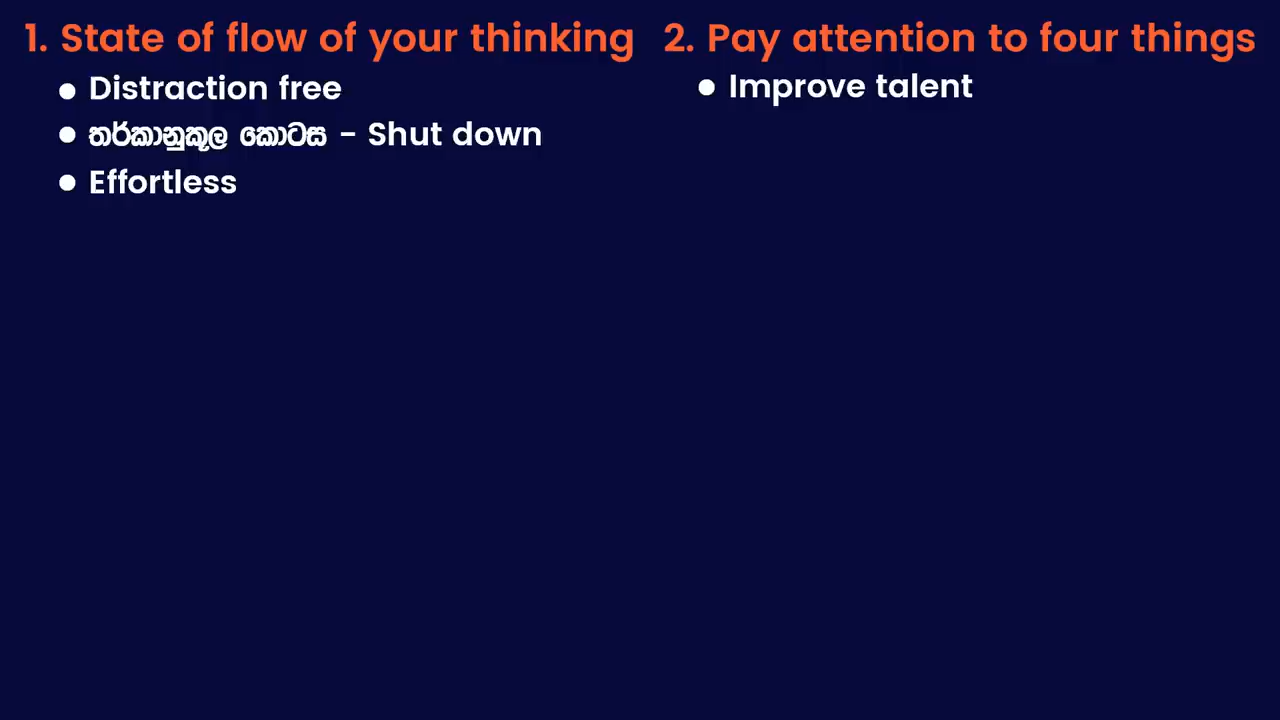 1. State of flow of your thinking
● Distraction free
● තර්කානුකූල කොටස - Shut down
● Effortless
2. Pay attention to four things
● Improve talent